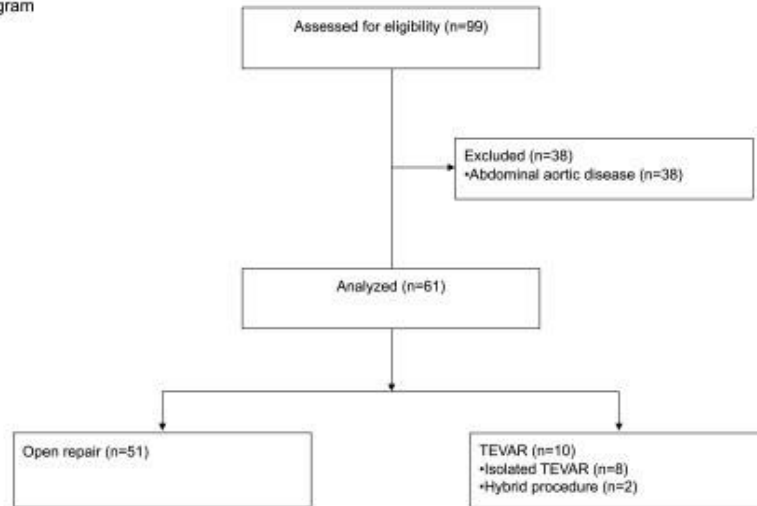 gram
Assessed for eligibility (n=99)
Excluded (n=38)
•Abdominal aortic disease (n=38)
Analyzed (n=61)
Open repair (n=51)
TEVAR (n=10)
•Isolated TEVAR (n=8)
•Hybrid procedure (n=2)